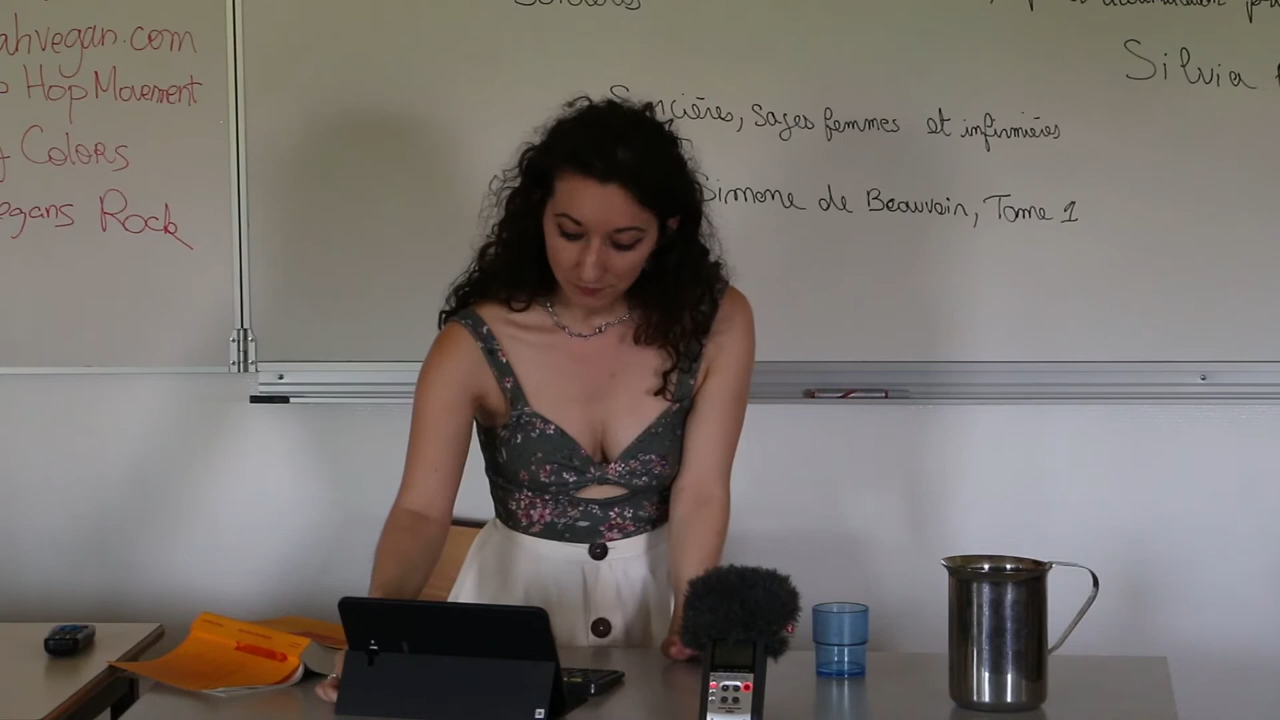 ahvegan.com
Hop Movement
Colors
egans Rock
Silvia
Sorcières, Sages femmes et infirmières
Simone de Beauvoir, Tome 1